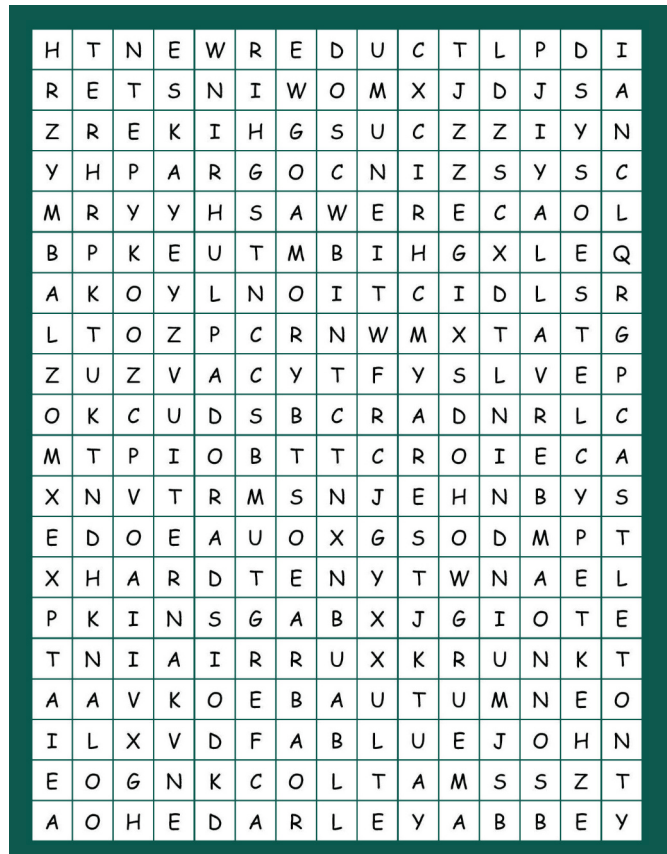 H T N E W R E D U C T L P D I
R E T S N I W O M X J D J S A
Z R E K I H G S U C Z Z I Y N
Y H P A R G O C N I Z S Y S C
M R Y Y H S A W E R E C A O L
B P K E U T M B I H G X L E Q
A K O Y L N O I T C I D L S R
L T O Z P C R N W M X T A T G
Z U Z V A C Y T F Y S L V E P
O K C U D S B C R A D N R L C
M T P I O B T T C R O I E C A
X N V T R M S N J E H N B Y S
E D O E A U O X G S O D M P T
X H A R D T E N Y T W N A E L
P K I N S G A B X J G I O T E
T N I A I R R U X K R U N K T
A A V K O E B A U T U M N E O
I L X V D F A B L U E J O H N
E O G N K C O L T A M S S Z T
A O H E D A R L E Y A B B E Y